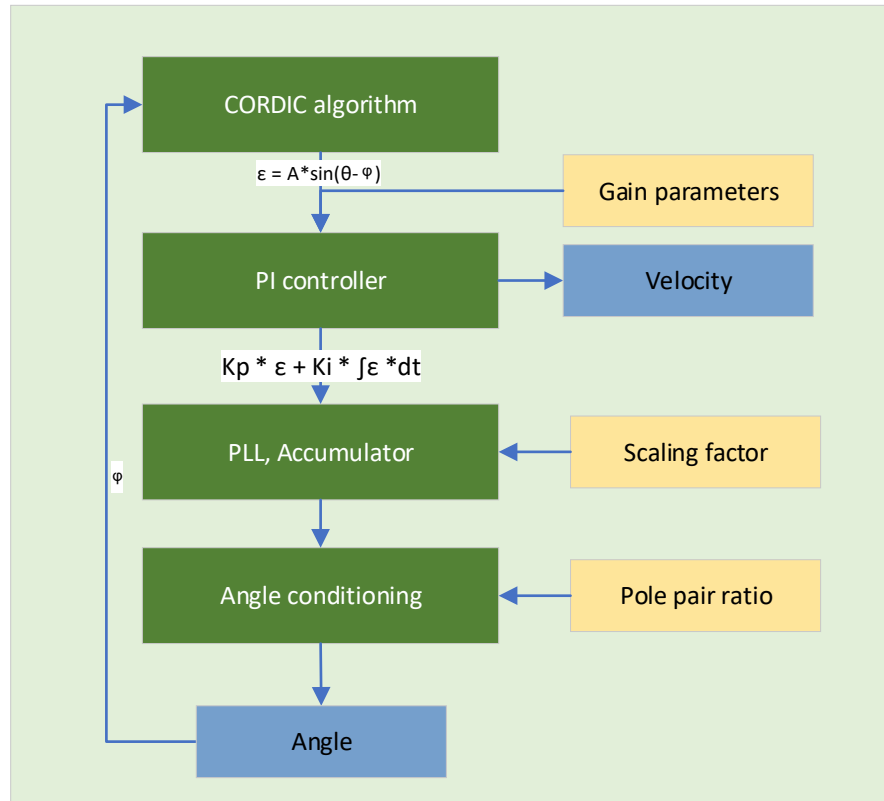 CORDIC algorithm
ε = A*sin(θ- φ)
Gain parameters
PI controller
Velocity
Kp * ε + Ki * ∫ε *dt
PLL, Accumulator
Scaling factor
φ
Angle conditioning
Pole pair ratio
Angle